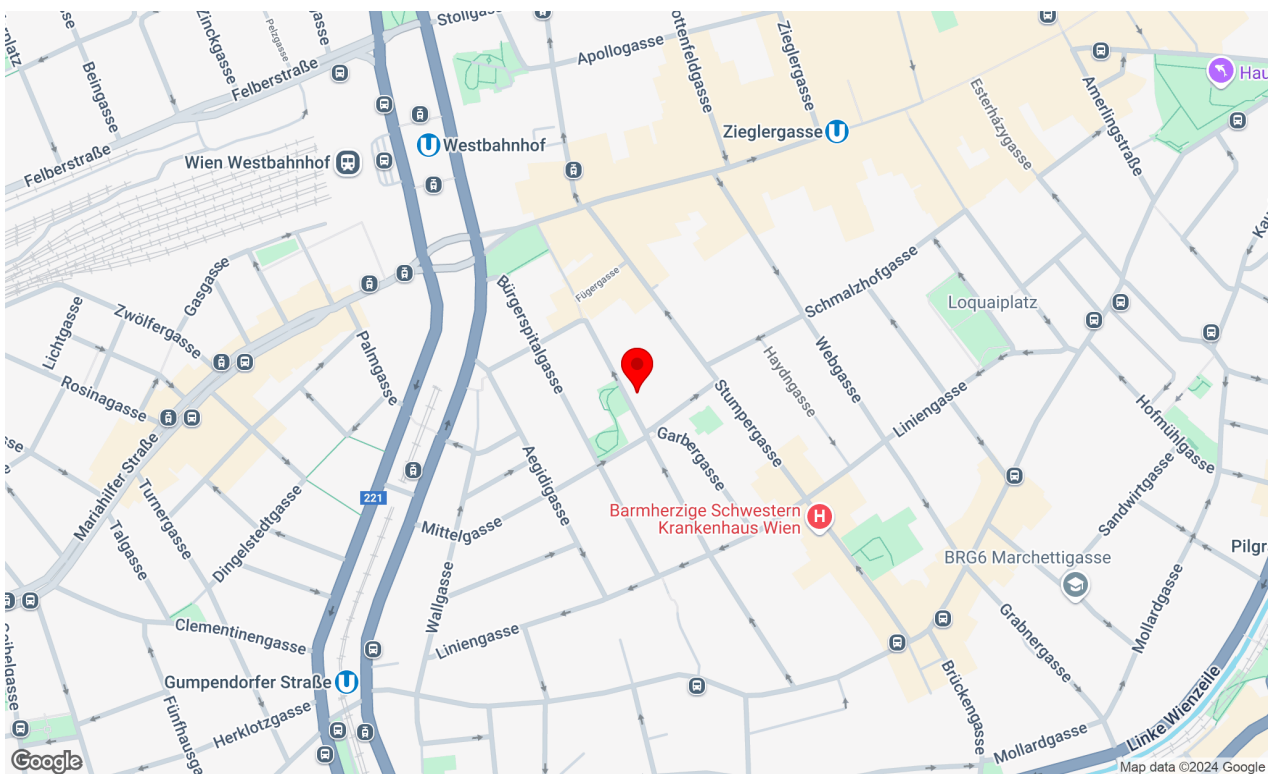 Stollgasse
Pelzgasse
Zinckgasse
Beingasse
Felberstraße
Felberstraße
Apollogasse
Zieglergasse
Zieglergasse
Westbahnhof
Wien Westbahnhof
Esterházygasse
Amerlingstraße
Hau
Gasgasse
Zwölfergasse
Lichtgasse
Rosinagasse
Palmgasse
Bürgerspitalgasse
Fügergasse
Schmalzhofgasse
Loquaiplatz
Webgasse
Haydngasse
Stumpergasse
Liniengasse
Hofmühlgasse
Garbergasse
Aegidigasse
Mariahilfer Straße
Turnergasse
Talgasse
Dingelstedtgasse
221
Mittelgasse
Wallgasse
Barmherzige Schwestern
Krankenhaus Wien
H
Sandwirtgasse
BRG6 Marchettigasse
Pilgr
Mollardgasse
Grabnergasse
Clementinengasse
Liniengasse
Gumpendorfer Straße
Herklotzgasse
Brückengasse
Mollardgasse
Linke Wienzeile
Google
Map data ©2024 Google